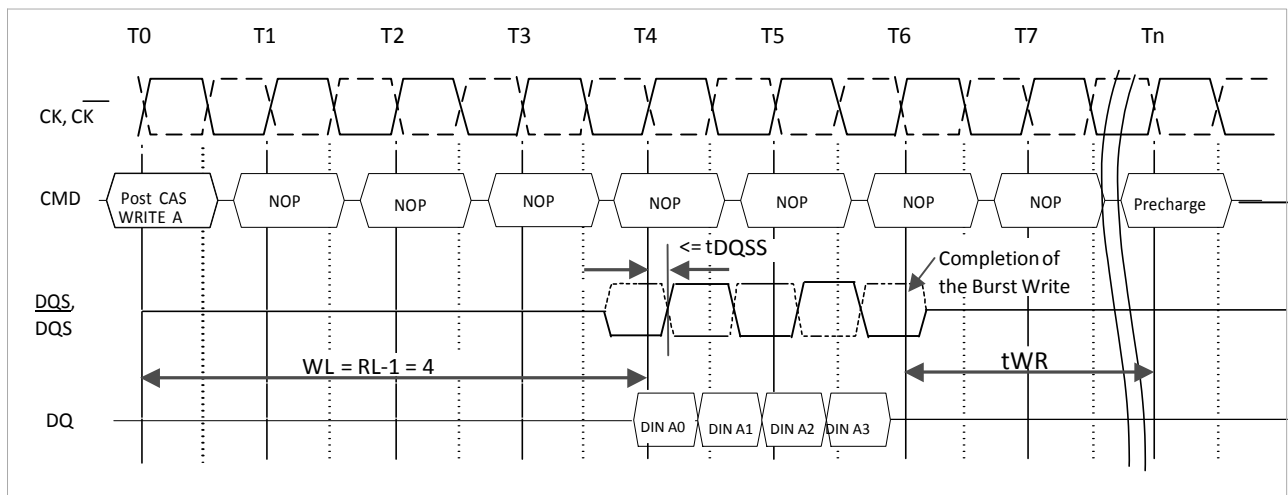 T0 T1 T2 T3 T4 T5 T6 T7 Tn
CK, CK
CMD
Post CAS
WRITE A
NOP NOP NOP NOP NOP NOP NOP Precharge
<= tDQSS
Completion of
the Burst Write
DQS,
DQS
WL = RL-1 = 4
tWR
DQ
DIN A0 DIN A1 DIN A2 DIN A3